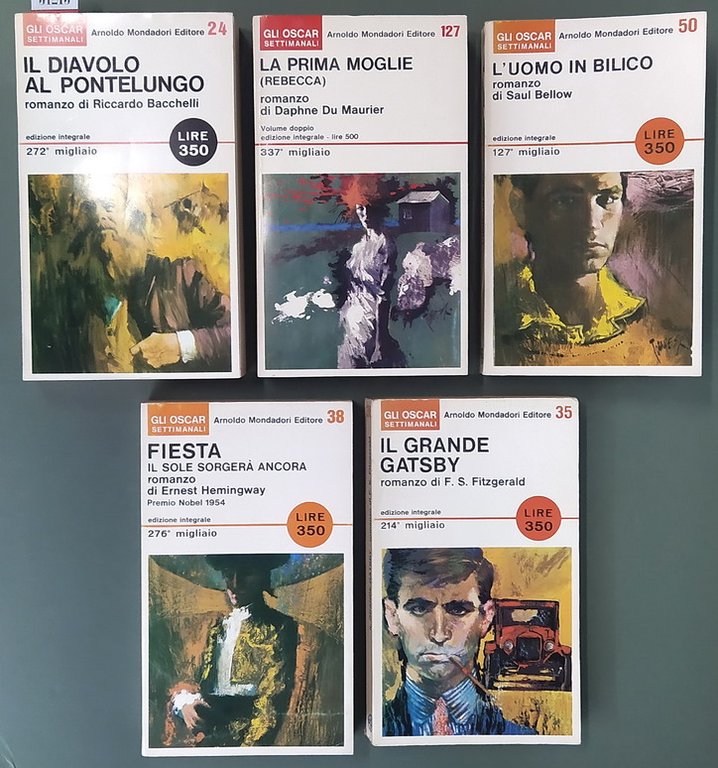 GLI OSCAR
SETTIMANALI
Arnoldo Mondadori Editore 24
IL DIAVOLO
AL PONTELUNGO
romanzo di Riccardo Bacchelli
edizione integrale
272° migliaio
LIRE
350
GLI OSCAR
SETTIMANALI
Arnoldo Mondadori Editore 127
LA PRIMA MOGLIE
(REBECCA)
romanzo
di Daphne Du Maurier
Volume doppio
edizione integrale - lire 500
337° migliaio
GLI OSCAR
SETTIMANALI
Arnoldo Mondadori Editore 50
L'UOMO IN BILICO
romanzo
di Saul Bellow
edizione integrale
127° migliaio
LIRE
350
GLI OSCAR
SETTIMANALI
Arnoldo Mondadori Editore 38
FIESTA
IL SOLE SORGERÀ ANCORA
romanzo
di Ernest Hemingway
Premio Nobel 1954
edizione integrale
276° migliaio
LIRE
350
GLI OSCAR
SETTIMANALI
Arnoldo Mondadori Editore 35
IL GRANDE
GATSBY
romanzo di F. S. Fitzgerald
edizione integrale
214° migliaio
LIRE
350